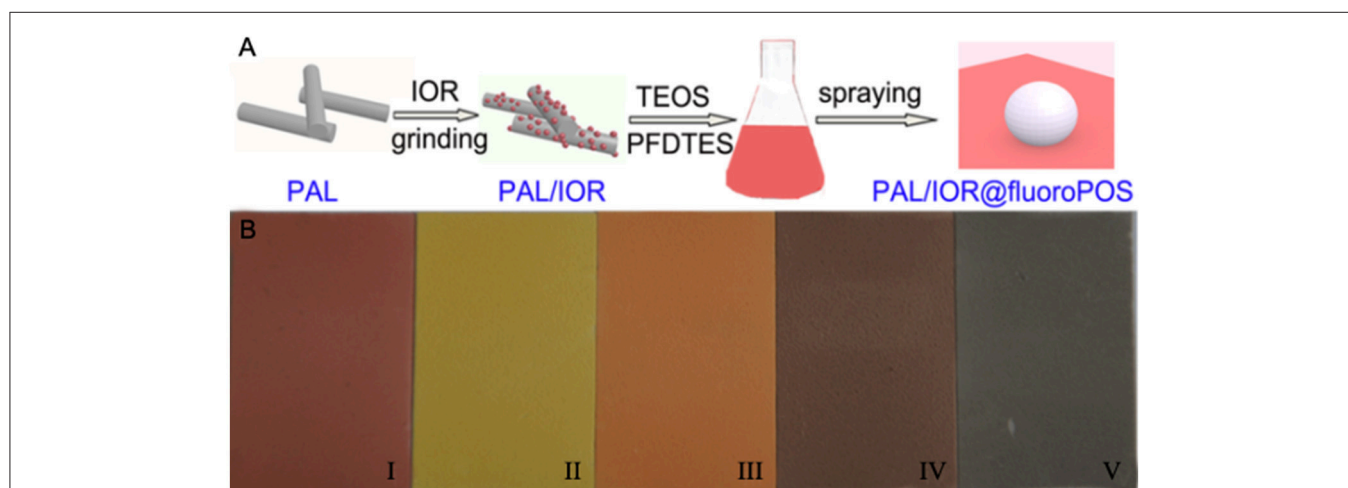 A
IOR
grinding
TEOS
PFDTES
spraying
PAL
PAL/IOR
PAL/IOR@fluoroPOS
B
I
II
III
IV
V